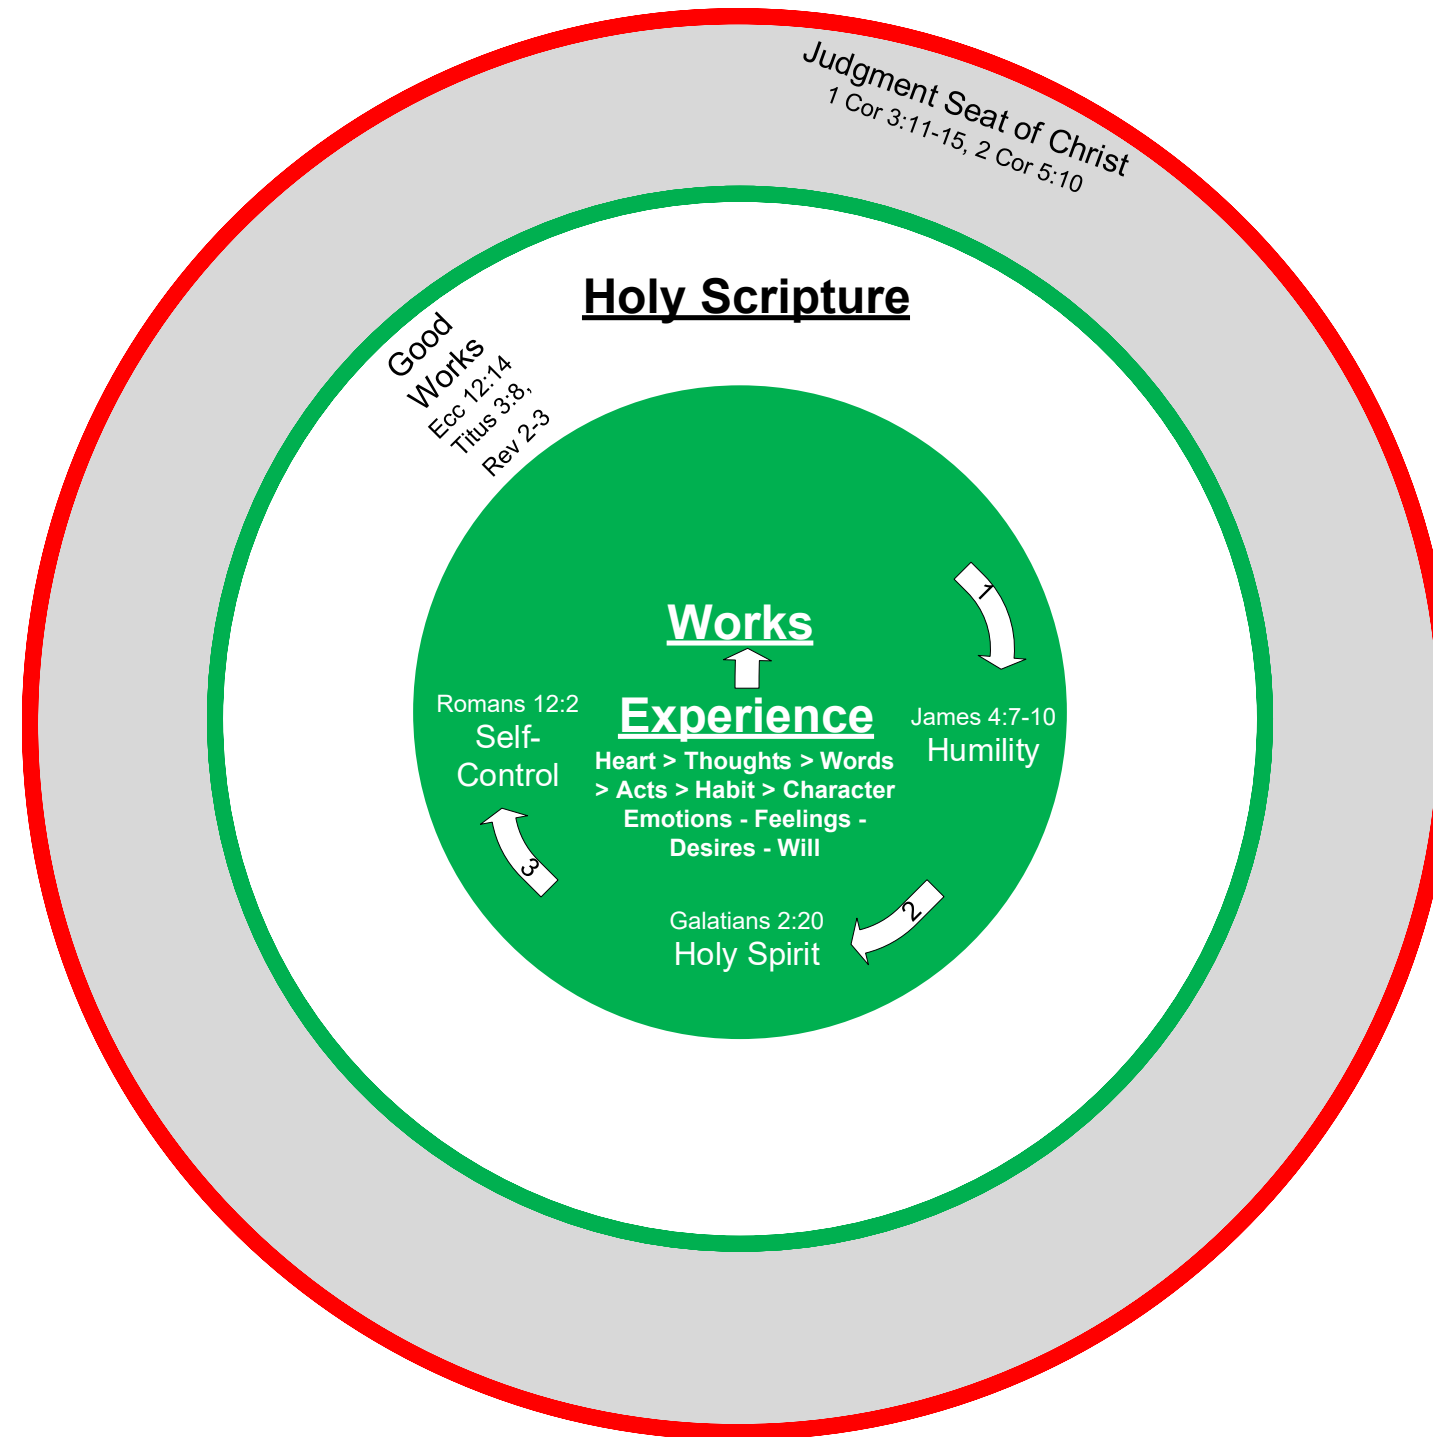 Judgment Seat of Christ
1 Cor 3:11-15, 2 Cor 5:10
Holy Scripture
Good
Works
Ecc 12:14
Titus 3:8,
Rev 2-3
1
Works
Experience
Heart > Thoughts > Words
> Acts > Habit > Character
Emotions - Feelings -
Desires - Will
James 4:7-10
Humility
2
Galatians 2:20
Holy Spirit
3
Romans 12:2
Self-
Control